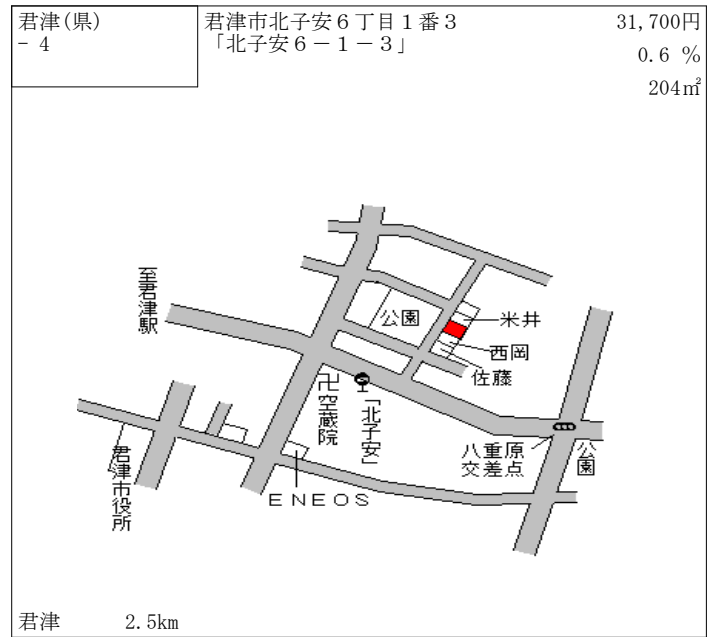 君津(県)
- 4
君津市北子安６丁目１番３
「北子安６－１－３」
31,700円
0.6 %
204㎡
至君津駅
公園
米井
西岡
佐藤
卍空蔵院
「北子安」
八重原
交差点
公園
君津市役所
ＥＮＥＯＳ
君津 2.5km